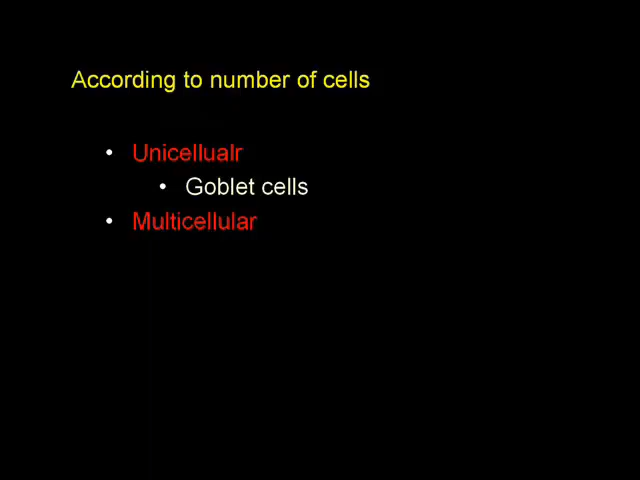 According to number of cells
• Unicellualr
• Goblet cells
• Multicellular